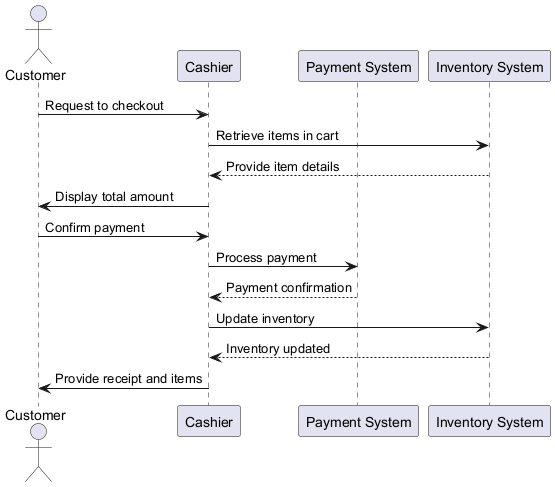 Customer
Cashier
Payment System
Inventory System
Request to checkout
Retrieve items in cart
Provide item details
Display total amount
Confirm payment
Process payment
Payment confirmation
Update inventory
Inventory updated
Provide receipt and items
Customer
Cashier
Payment System
Inventory System